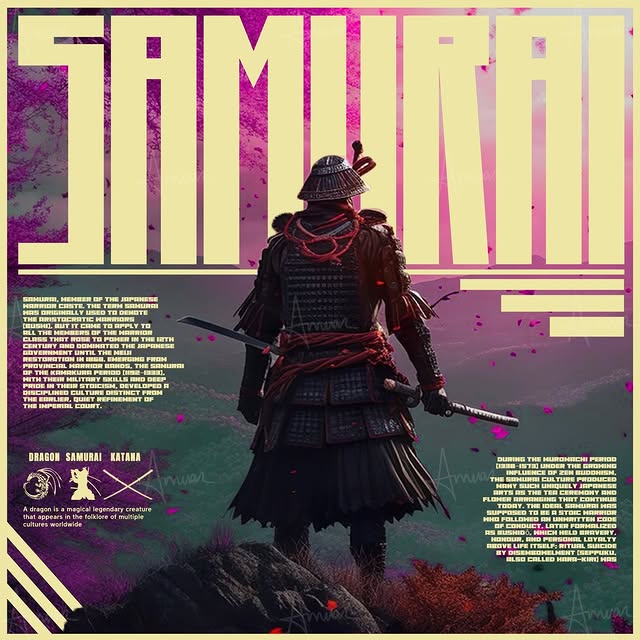 SAMURAI
SAMURAI, MEMBER OF THE JAPANESE
WARRIOR CASTE. THE TERM SAMURAI
WAS ORIGINALLY USED TO DENOTE
THE ARISTOCRATIC WARRIORS
(BUSHI), BUT IT CAME TO APPLY TO
ALL THE MEMBERS OF THE WARRIOR
CLASS THAT ROSE TO POWER IN THE 12TH
CENTURY AND DOMINATED THE JAPANESE
GOVERNMENT UNTIL THE MEIJI
RESTORATION IN 1868. EMERGING FROM
PROVINCIAL WARRIOR BANDS, THE SAMURAI
OF THE KAMAKURA PERIOD (1192-1333),
WITH THEIR MILITARY SKILLS AND DEEP
PRIDE IN THEIR STOICISM, DEVELOPED A
DISCIPLINED CULTURE DISTINCT FROM
THE EARLIER, QUIET REFINEMENT OF
THE IMPERIAL COURT.
DRAGON SAMURAI KATANA
A dragon is a magical legendary creature
that appears in the folklore of multiple
cultures worldwide
DURING THE MUROMACHI PERIOD
(1338-1573) UNDER THE GROWING
INFLUENCE OF ZEN BUDDHISM,
THE SAMURAI CULTURE PRODUCED
MANY SUCH UNIQUELY JAPANESE
ARTS AS THE TEA CEREMONY AND
FLOWER ARRANGING THAT CONTINUE
TODAY. THE IDEAL SAMURAI WAS
SUPPOSED TO BE A STOIC WARRIOR
WHO FOLLOWED AN UNWRITTEN CODE
OF CONDUCT, LATER FORMALIZED
AS BUSHIDŌ, WHICH HELD BRAVERY,
HONOUR, AND PERSONAL LOYALTY
ABOVE LIFE ITSELF; RITUAL SUICIDE
BY DISEMBOWELMENT (SEPPUKU,
ALSO CALLED HARA-KIRI) WAS